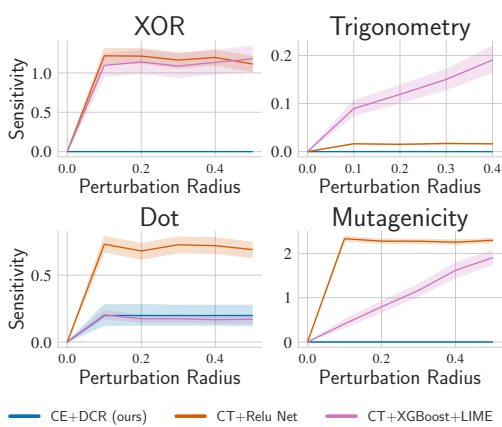 XOR
Sensitivity
1.0
0.5
0.0
0.0
0.2
0.4
Perturbation Radius
Trigonometry
0.2
0.1
0.0
0.0
0.1
0.2
0.3
0.4
Perturbation Radius
Dot
Sensitivity
0.5
0.0
0.0
0.2
0.4
Perturbation Radius
Mutagenicity
2
1
0
0.0
0.2
0.4
Perturbation Radius
CE+DCR (ours) CT+Relu Net CT+XGBoost+LIME